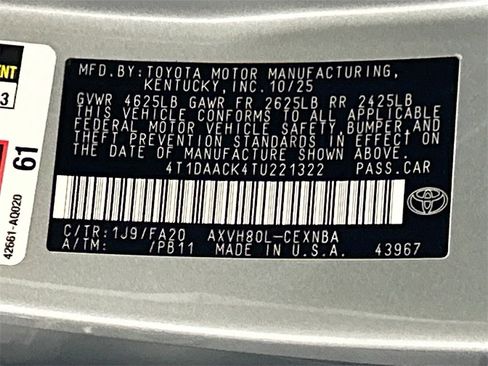 MFD.BY:TOYOTA MOTOR MANUFACTURING,
KENTUCKY, INC. 10/25
GVWR 4625LB GAWR FR 2625LB RR 2425LB
THIS VEHICLE CONFORMS TO ALL APPLICABLE
FEDERAL MOTOR VEHICLE SAFETY, BUMPER, AND
THEFT PREVENTION STANDARDS IN EFFECT ON
THE DATE OF MANUFACTURE SHOWN ABOVE.
4T1DAACK4TU221322 PASS.CAR
C/TR:1J9/FA20 AXVH80L-CEXNBA
A/TM: /PB11 MADE IN U.S.A. 43967
61
42661-AQ020
3